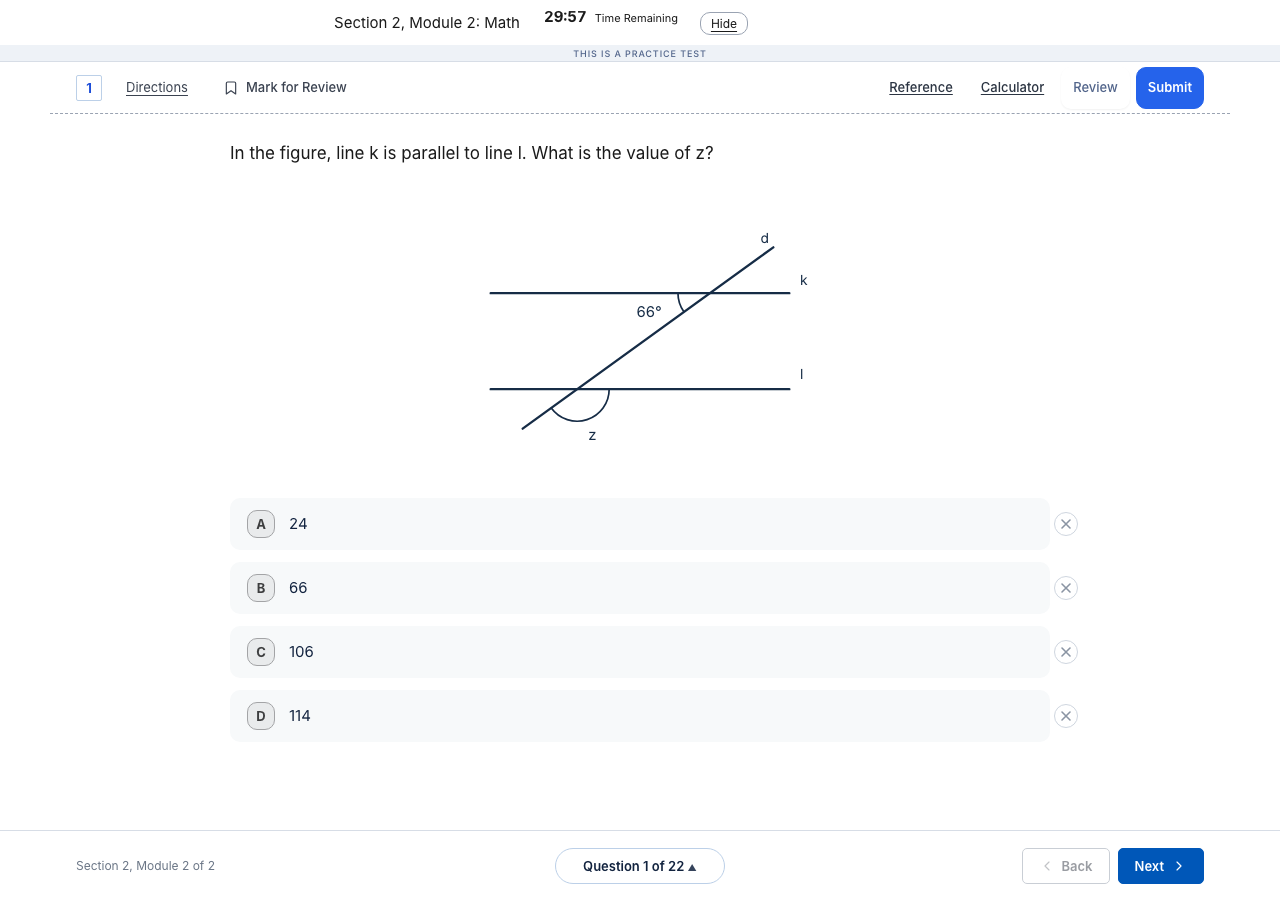 Section 2, Module 2: Math 29:57 Time Remaining Hide
THIS IS A PRACTICE TEST
1 Directions Mark for Review Reference Calculator Review Submit
In the figure, line k is parallel to line l. What is the value of z?
d
k
66°
l
z
A 24
B 66
C 106
D 114
Section 2, Module 2 of 2 Question 1 of 22 ▲ Back Next